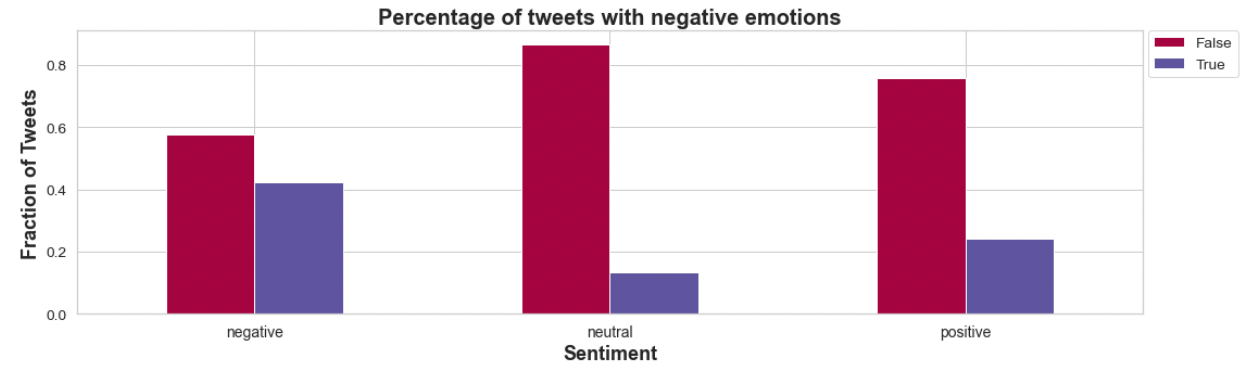 Percentage of tweets with negative emotions
False
True
Fraction of Tweets
0.8
0.6
0.4
0.2
0.0
negative neutral positive
Sentiment